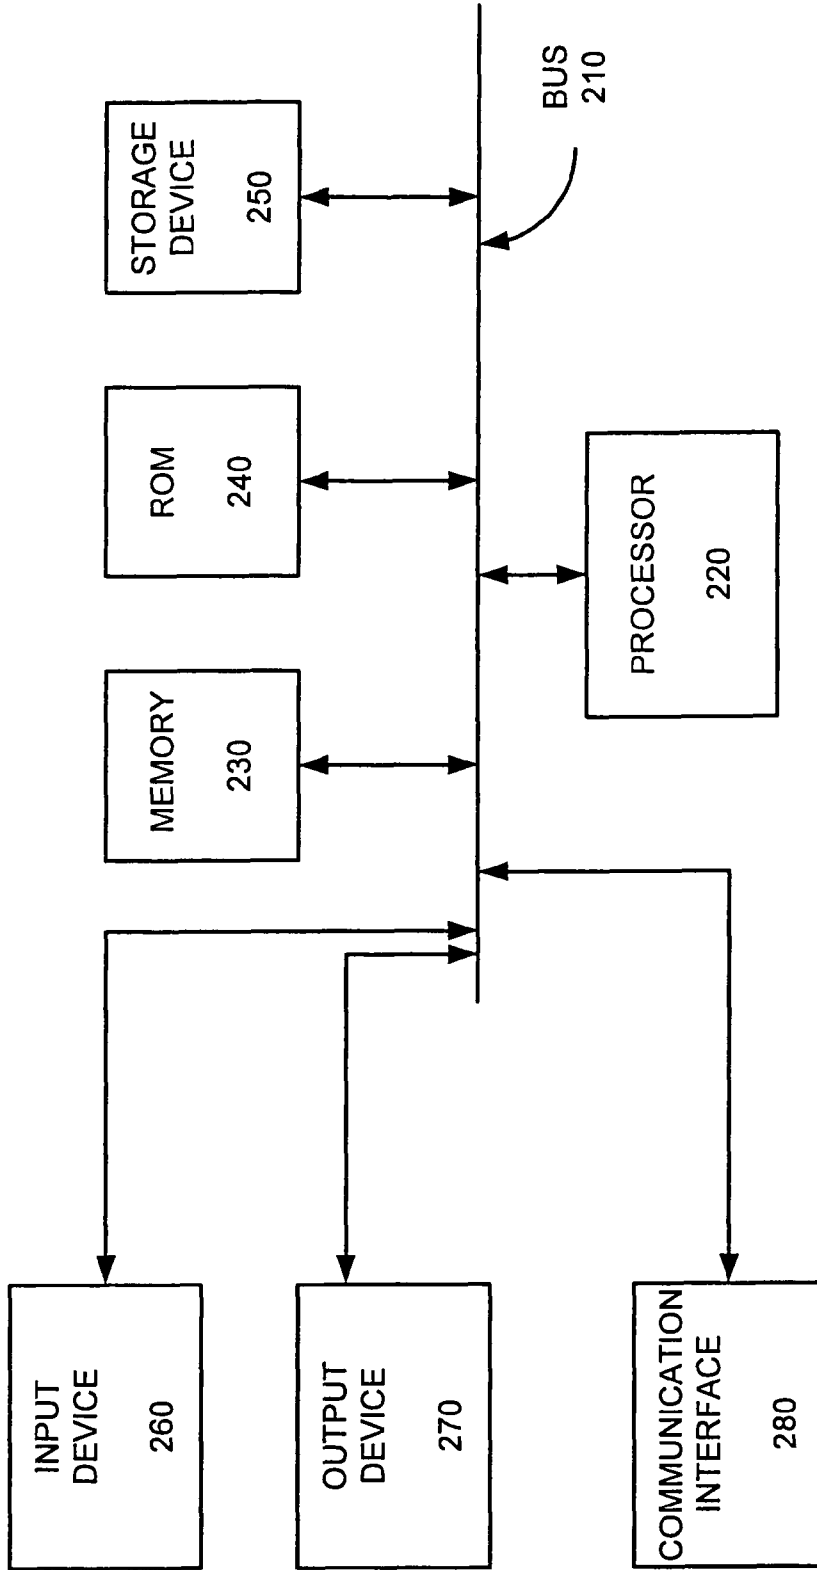 INPUT
DEVICE
260
MEMORY
230
ROM
240
STORAGE
DEVICE
250
OUTPUT
DEVICE
270
BUS
210
COMMUNICATION
INTERFACE
280
PROCESSOR
220